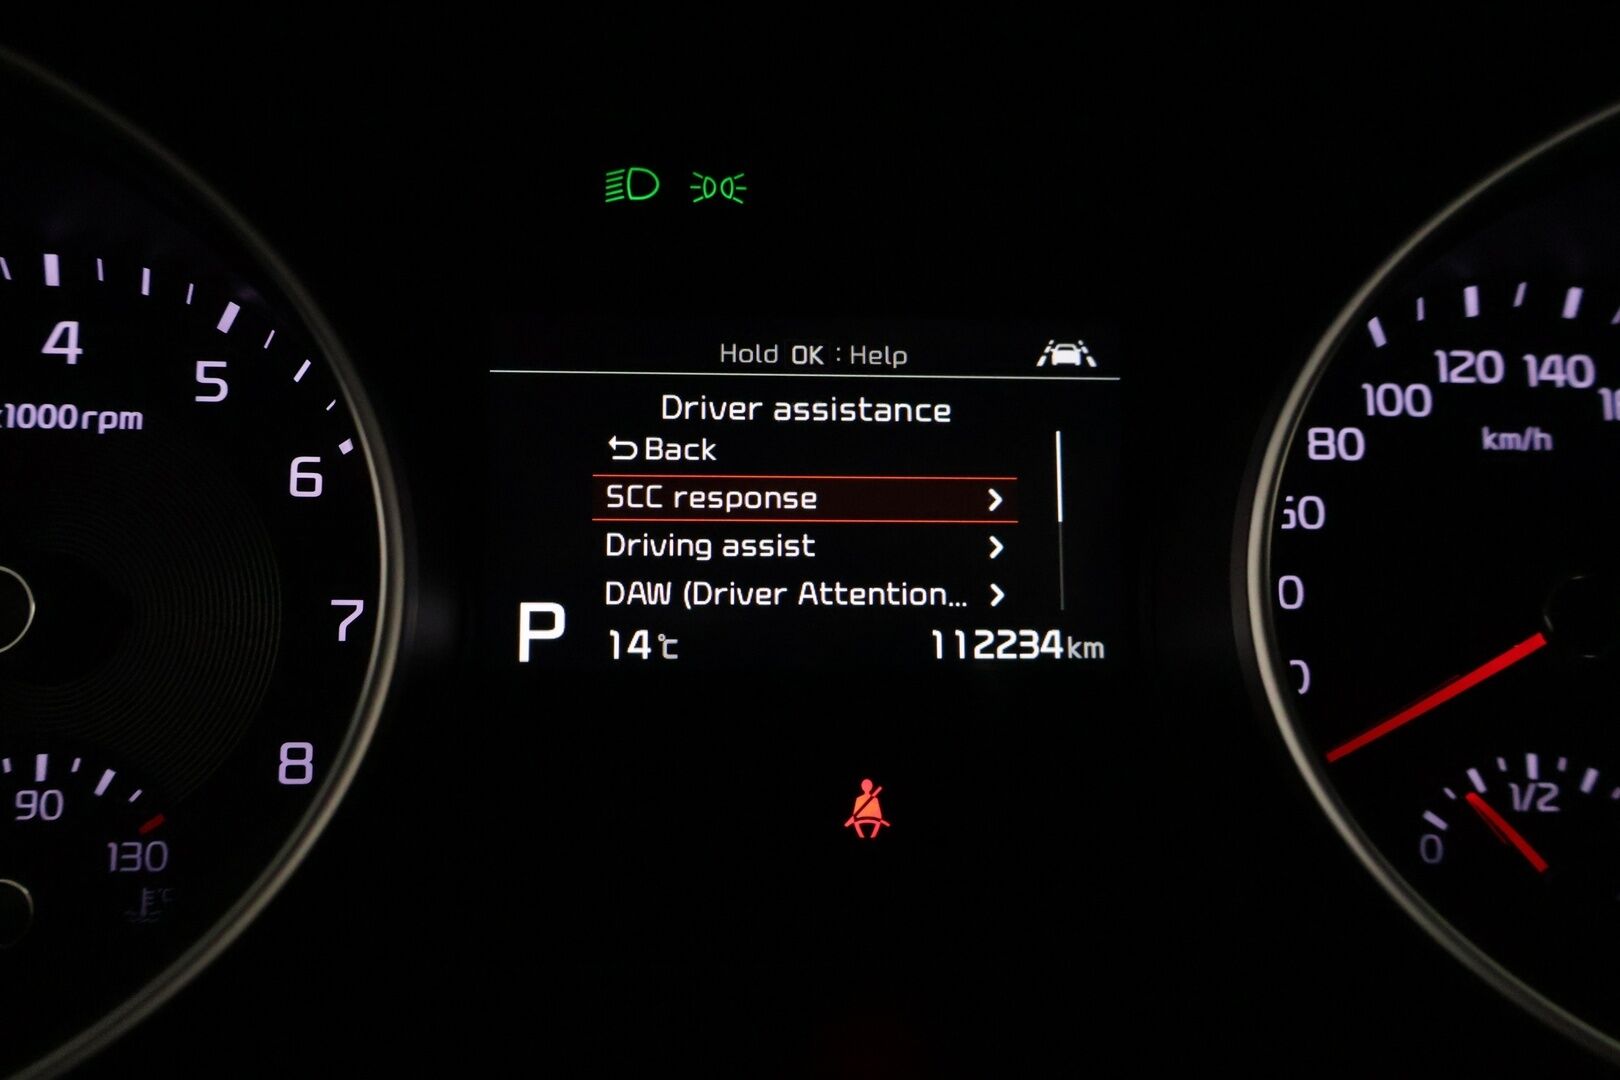 Hold OK : Help
Driver assistance
Back
SCC response
Driving assist
DAW (Driver Attention...
P
14°C
112234km
4
5
6
7
8
x1000rpm
90
130
80
100
120
140
km/h
0
1/2